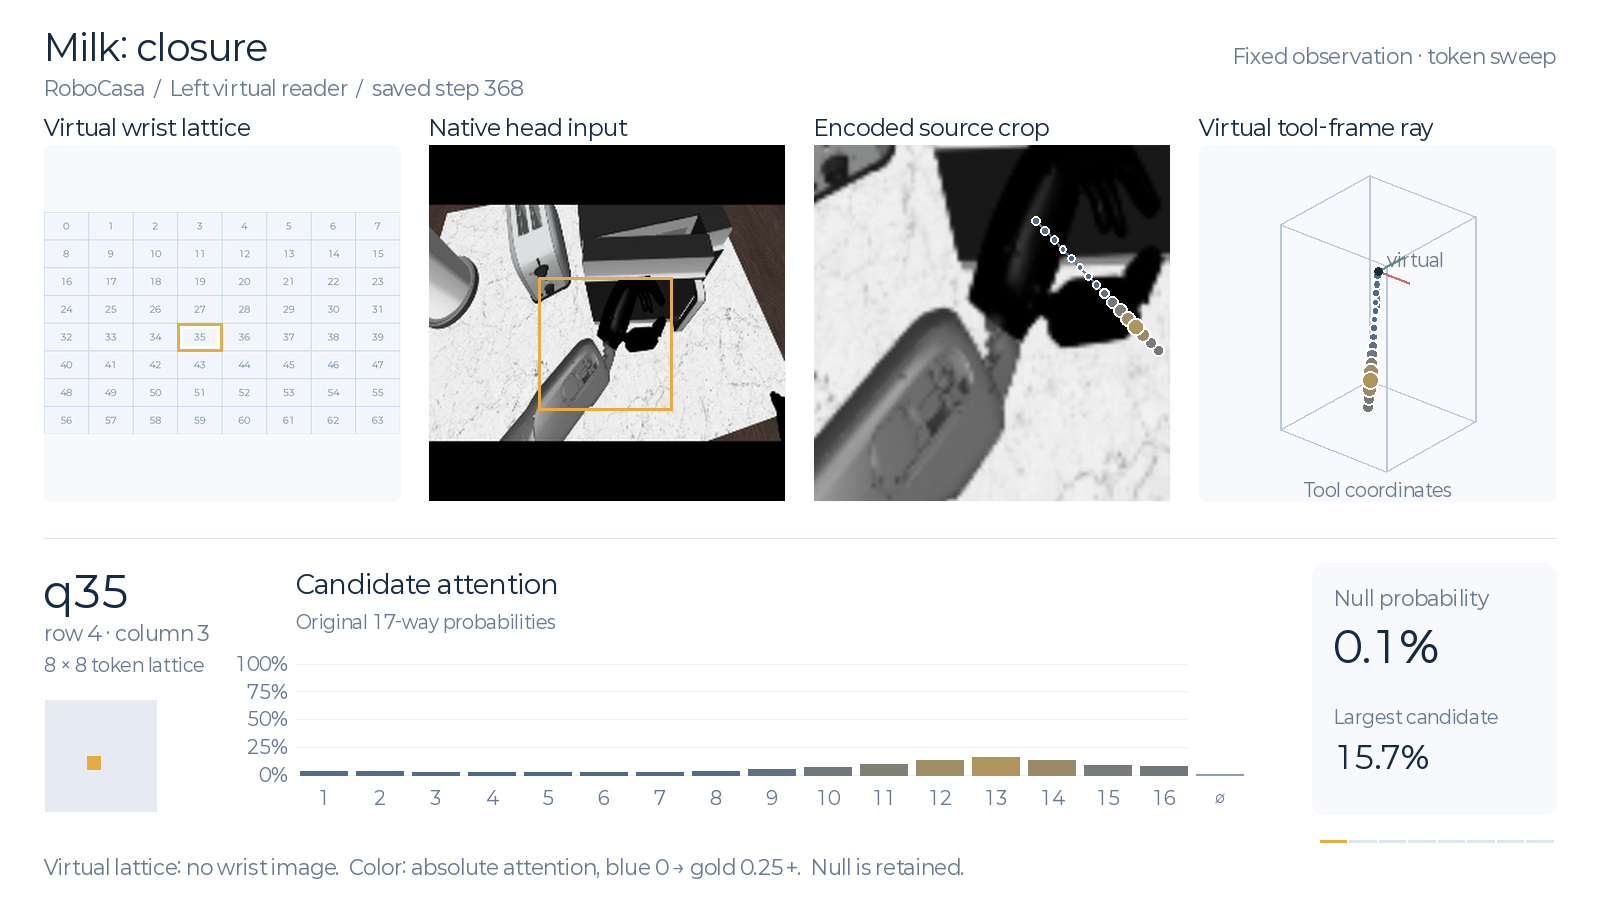 Milk: closure
RoboCasa / Left virtual reader / saved step 368
Fixed observation · token sweep
Virtual wrist lattice
Native head input
Encoded source crop
Virtual tool-frame ray
0 1 2 3 4 5 6 7
8 9 10 11 12 13 14 15
16 17 18 19 20 21 22 23
24 25 26 27 28 29 30 31
32 33 34 35 36 37 38 39
40 41 42 43 44 45 46 47
48 49 50 51 52 53 54 55
56 57 58 59 60 61 62 63
virtual
Tool coordinates
q35
row 4 · column 3
8 × 8 token lattice
Candidate attention
Original 17-way probabilities
100%
75%
50%
25%
0%
1 2 3 4 5 6 7 8 9 10 11 12 13 14 15 16 ø
Null probability
0.1%
Largest candidate
15.7%
Virtual lattice: no wrist image. Color: absolute attention, blue 0 → gold 0.25+. Null is retained.